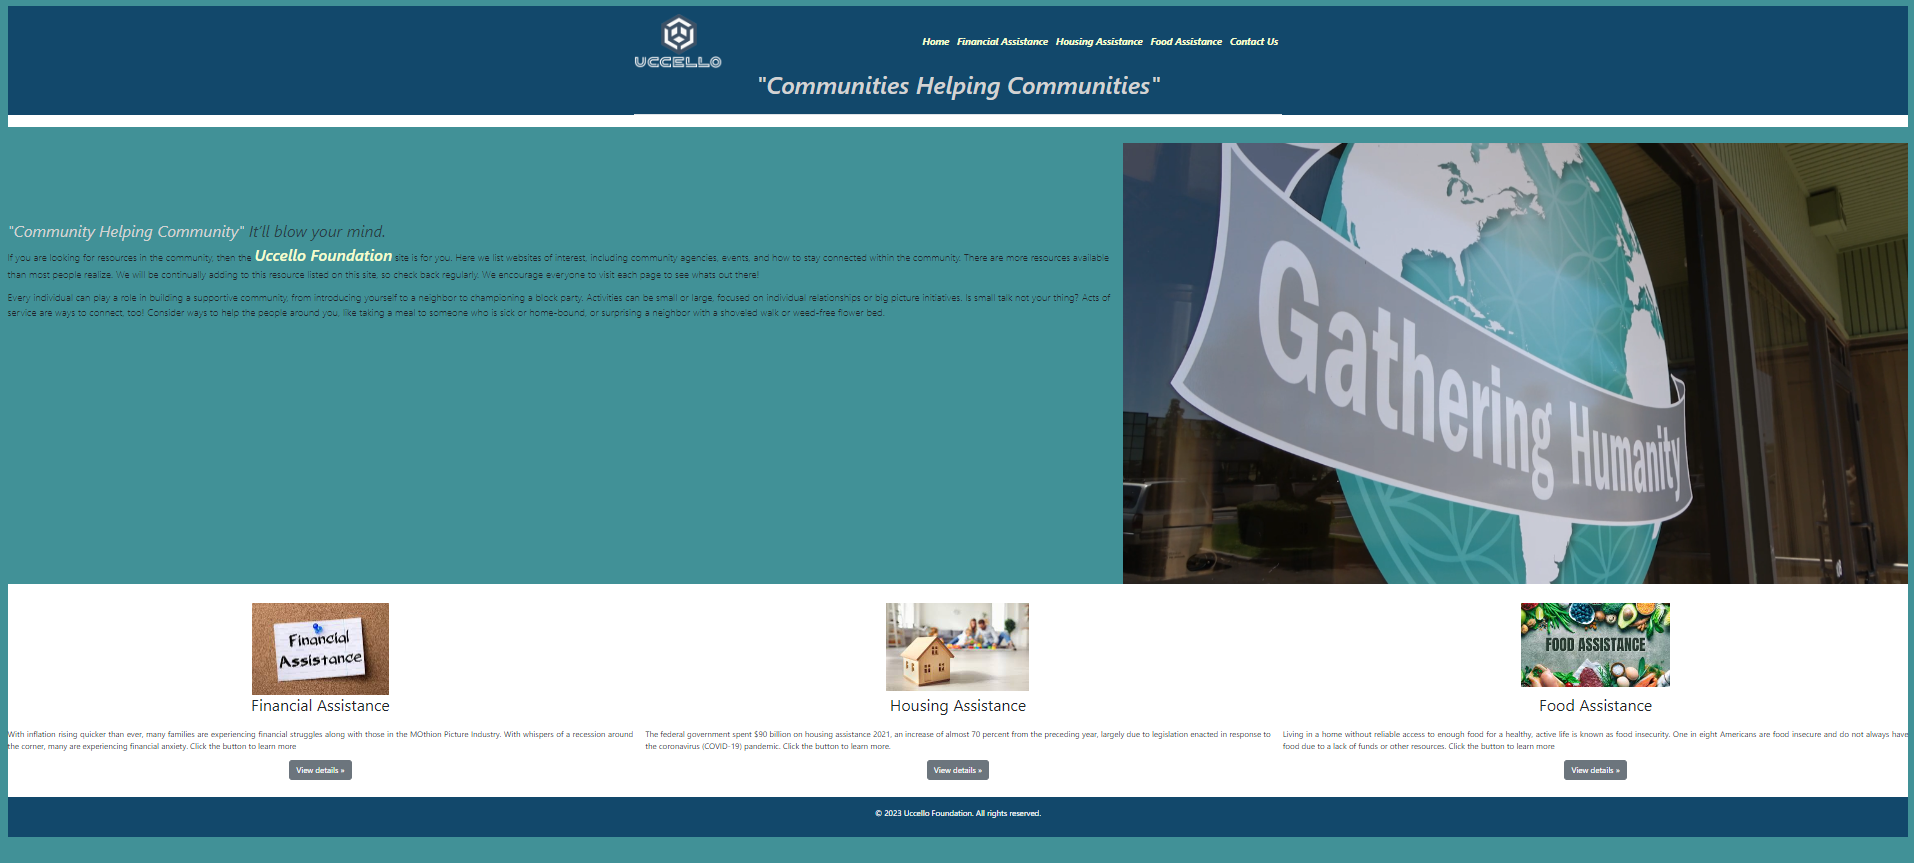 UCCELLO
Home Financial Assistance Housing Assistance Food Assistance Contact Us
"Communities Helping Communities"
"Community Helping Community" It'll blow your mind.
If you are looking for resources in the community, then the Uccello Foundation site is for you. Here we list websites of interest, including community agencies, events, and how to stay connected within the community. There are more resources available
than most people realize. We will be continually adding to this resource listed on this site, so check back regularly. We encourage everyone to visit each page to see whats out there!
Every individual can play a role in building a supportive community, from introducing yourself to a neighbor to championing a block party. Activities can be small or large, focused on individual relationships or big picture initiatives. Is small talk not your thing? Acts of
service are ways to connect, too! Consider ways to help the people around you, like taking a meal to someone who is sick or home-bound, or surprising a neighbor with a shoveled walk or weed-free flower bed.
Gathering Humanity
Financial
Assistance
Financial Assistance
With inflation rising quicker than ever, many families are experiencing financial struggles along with those in the MOthion Picture Industry. With whispers of a recession around
the corner, many are experiencing financial anxiety. Click the button to learn more
View details »
Housing Assistance
The federal government spent $90 billion on housing assistance 2021, an increase of almost 70 percent from the preceding year, largely due to legislation enacted in response to
the coronavirus (COVID-19) pandemic. Click the button to learn more.
View details »
FOOD ASSISTANCE
Food Assistance
Living in a home without reliable access to enough food for a healthy, active life is known as food insecurity. One in eight Americans are food insecure and do not always have
food due to a lack of funds or other resources. Click the button to learn more
View details »
© 2023 Uccello Foundation. All rights reserved.